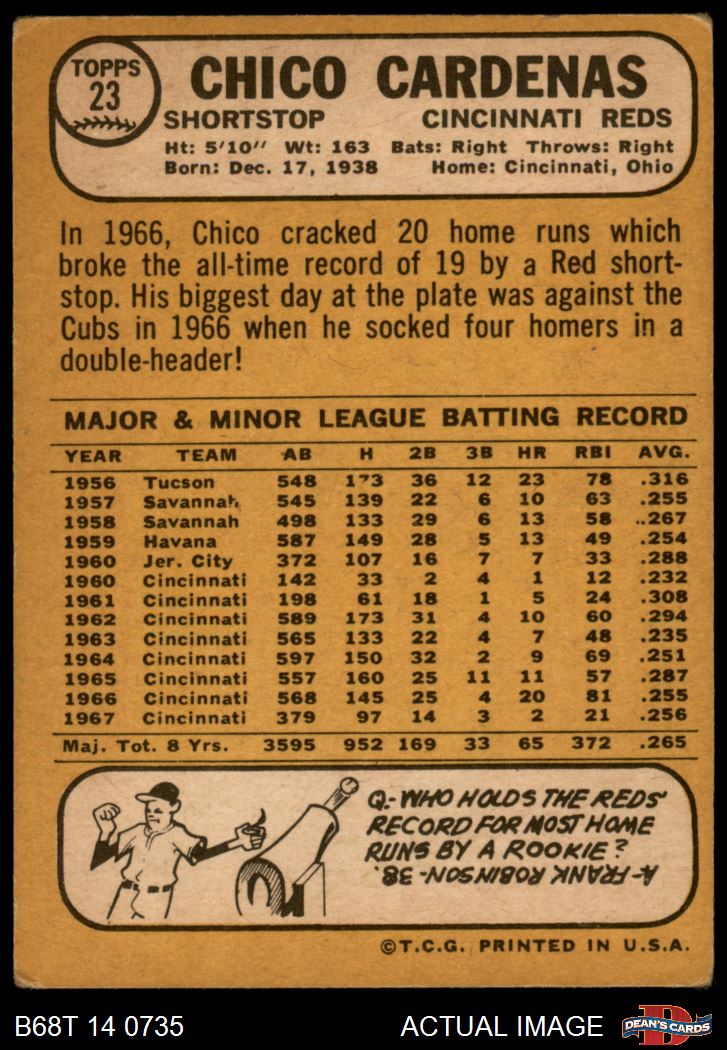 TOPPS
23
CHICO CARDENAS
SHORTSTOP CINCINNATI REDS
Ht: 5'10" Wt: 163 Bats: Right Throws: Right
Born: Dec. 17, 1938 Home: Cincinnati, Ohio
In 1966, Chico cracked 20 home runs which
broke the all-time record of 19 by a Red short-
stop. His biggest day at the plate was against the
Cubs in 1966 when he socked four homers in a
double-header!
MAJOR & MINOR LEAGUE BATTING RECORD
YEAR TEAM AB H 2B 3B HR RBI AVG.
1956 Tucson 548 173 36 12 23 78 .316
1957 Savannah 545 139 22 6 10 63 .255
1958 Savannah 498 133 29 6 13 58 .267
1959 Havana 587 149 28 5 13 49 .254
1960 Jer. City 372 107 16 7 7 33 .288
1960 Cincinnati 142 33 2 4 1 12 .232
1961 Cincinnati 198 61 18 1 5 24 .308
1962 Cincinnati 589 173 31 4 10 60 .294
1963 Cincinnati 565 133 22 4 7 48 .235
1964 Cincinnati 597 150 32 2 9 69 .251
1965 Cincinnati 557 160 25 11 11 57 .287
1966 Cincinnati 568 145 25 4 20 81 .255
1967 Cincinnati 379 97 14 3 2 21 .256
Maj. Tot. 8 Yrs. 3595 952 169 33 65 372 .265
Q-WHO HOLDS THE REDS'
RECORD FOR MOST HOME
RUNS BY A ROOKIE?
A-FRANK ROBINSON-38.
©T.C.G. PRINTED IN U.S.A.
B68T 14 0735 ACTUAL IMAGE
D
DEAN'S CARDS